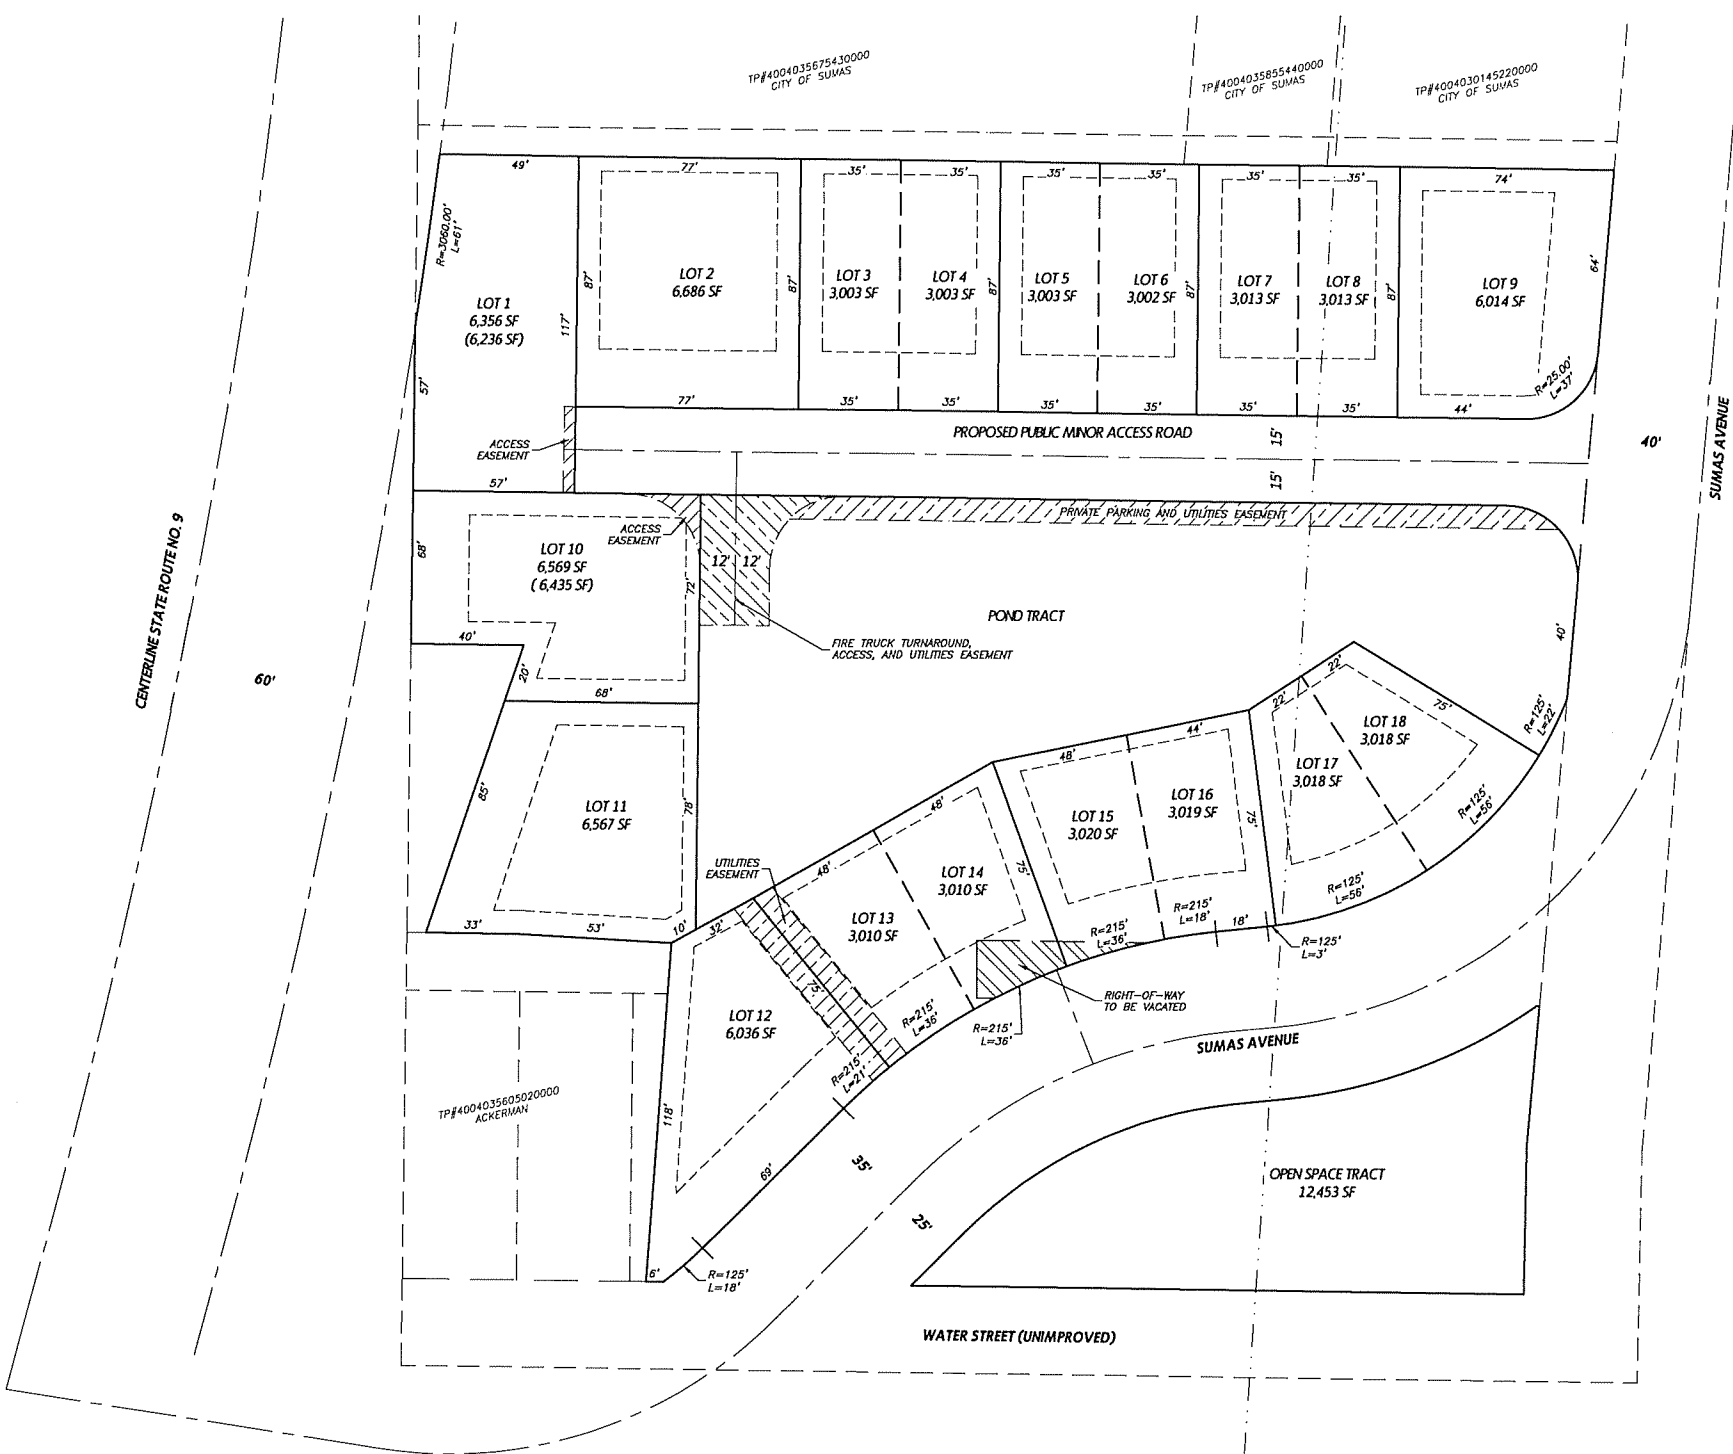 TP#4004035675430000
CITY OF SUMAS
TP#4004035855440000
CITY OF SUMAS
TP#4004030145220000
CITY OF SUMAS
49'
77'
35'
35'
35'
35'
35'
35'
74'
R=3060.00'
L=61'
LOT 1
6,356 SF
(6,236 SF)
117'
57'
87'
LOT 2
6,686 SF
87'
LOT 3
3,003 SF
LOT 4
3,003 SF
87'
LOT 5
3,003 SF
LOT 6
3,002 SF
87'
LOT 7
3,013 SF
LOT 8
3,013 SF
87'
LOT 9
6,014 SF
64'
R=25.00'
L=37'
77'
35'
35'
35'
35'
35'
35'
44'
PROPOSED PUBLIC MINOR ACCESS ROAD
15'
15'
40'
SUMAS AVENUE
ACCESS
EASEMENT
57'
CENTERLINE STATE ROUTE NO. 9
60'
PRIVATE PARKING AND UTILITIES EASEMENT
ACCESS
EASEMENT
68'
LOT 10
6,569 SF
( 6,435 SF)
72'
12'
12'
POND TRACT
FIRE TRUCK TURNAROUND,
ACCESS, AND UTILITIES EASEMENT
40'
20'
68'
40'
R=125'
L=22'
85'
LOT 11
6,567 SF
78'
33'
53'
10'
UTILITIES
EASEMENT
32'
48'
48'
48'
44'
22'
22'
75'
LOT 18
3,018 SF
LOT 17
3,018 SF
R=125'
L=56'
R=125'
L=56'
LOT 16
3,019 SF
75'
LOT 15
3,020 SF
LOT 14
3,010 SF
75'
LOT 13
3,010 SF
R=215'
L=36'
R=215'
L=18'
18'
R=125'
L=3'
75'
LOT 12
6,036 SF
R=215'
L=36'
R=215'
L=36'
RIGHT-OF-WAY
TO BE VACATED
R=215'
L=21'
SUMAS AVENUE
TP#4004035605020000
ACKERMAN
118'
69'
35'
25'
OPEN SPACE TRACT
12,453 SF
6'
R=125'
L=18'
WATER STREET (UNIMPROVED)